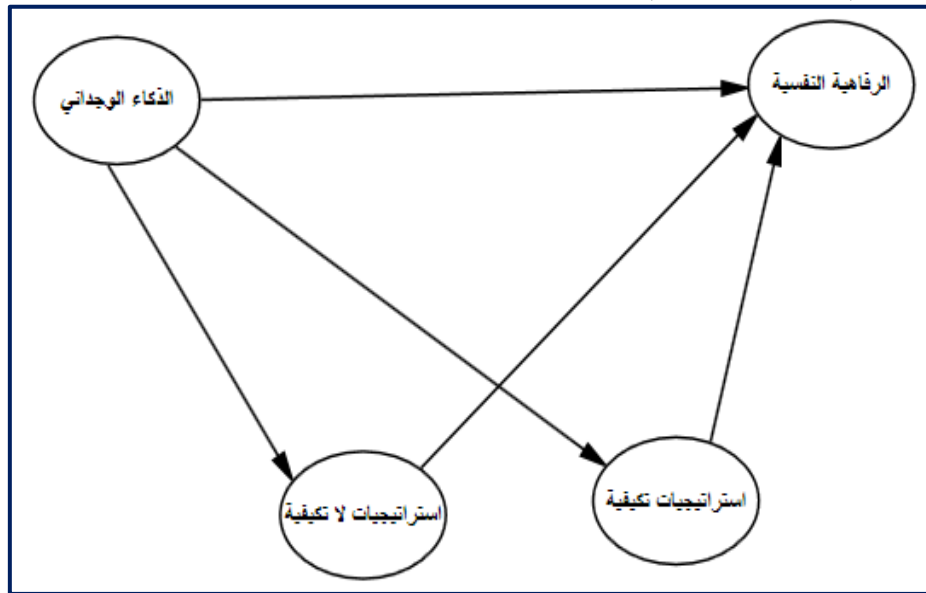 الرفاهية النفسية
الذكاء الوجداني
استراتيجيات تكيفية
استراتيجيات لا تكيفية